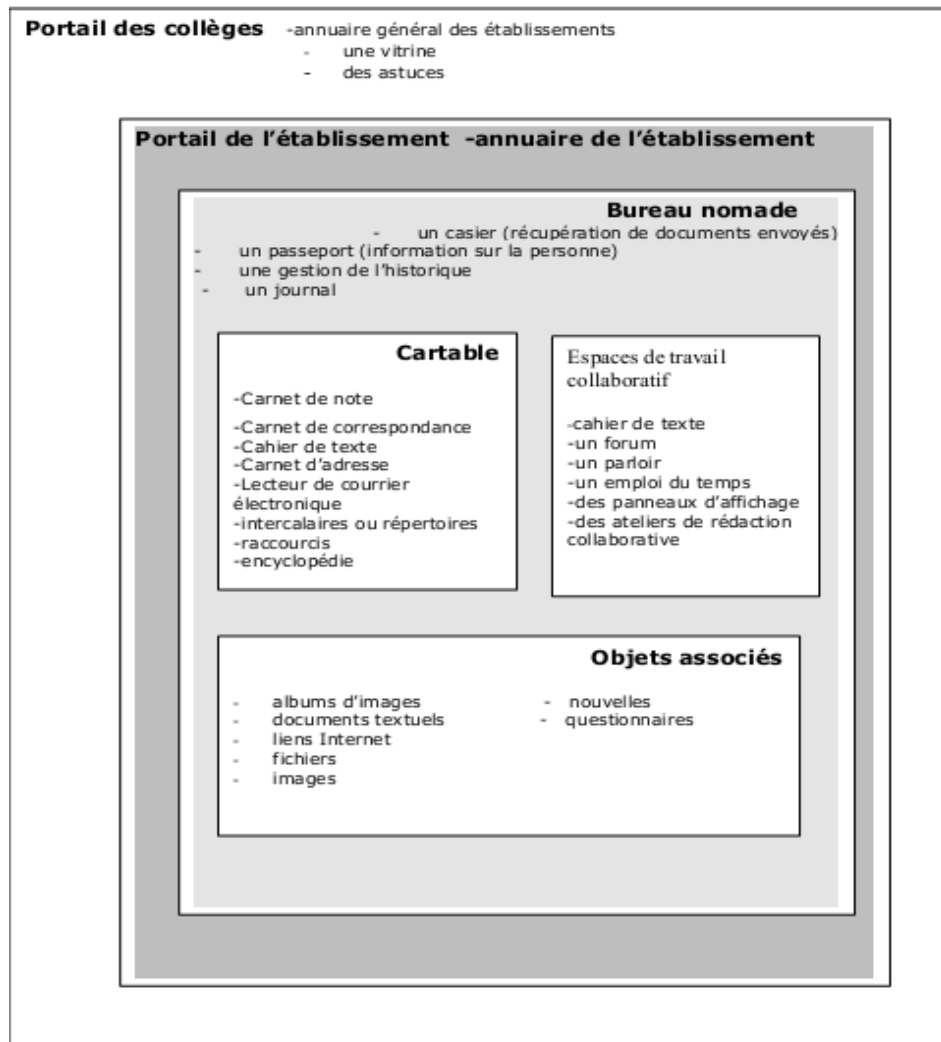 Portail des collèges -annuaire général des établissements
- une vitrine
- des astuces
Portail de l'établissement -annuaire de l'établissement
Bureau nomade
- un casier (récupération de documents envoyés)
- un passeport (information sur la personne)
- une gestion de l'historique
- un journal
Cartable
-Carnet de note
-Carnet de correspondance
-Cahier de texte
-Carnet d'adresse
-Lecteur de courrier
électronique
-intercalaires ou répertoires
-raccourcis
-encyclopédie
Espaces de travail
collaboratif
-cahier de texte
-un forum
-un parloir
-un emploi du temps
-des panneaux d'affichage
-des ateliers de rédaction
collaborative
Objets associés
- albums d'images
- documents textuels
- liens Internet
- fichiers
- images
- nouvelles
- questionnaires